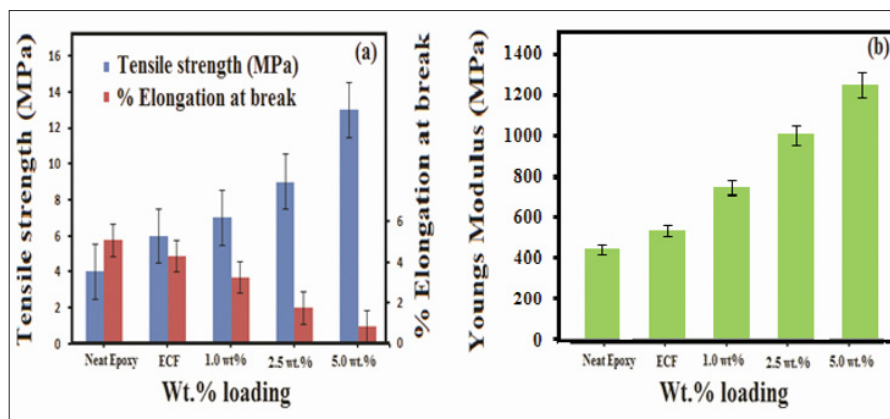 (a)
Tensile strength (MPa)
% Elongation at break
Tensile strength (MPa)
16
14
12
10
8
6
4
2
0
% Elongation at break
6
4
2
0
Neat Epoxy ECF 1.0 wt% 2.5 wt.% 5.0 wt.%
Wt.% loading
(b)
Youngs Modulus (MPa)
1400
1200
1000
800
600
400
200
0
Neat Epoxy ECF 1.0 wt% 2.5 wt.% 5.0 wt.%
Wt.% loading